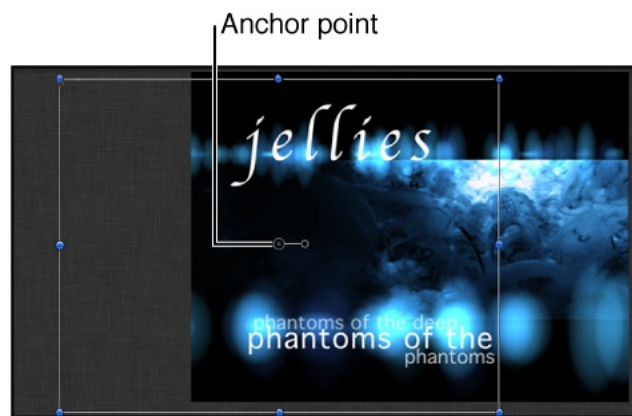 Anchor point
jellies
phantoms of the deep
phantoms of the
phantoms